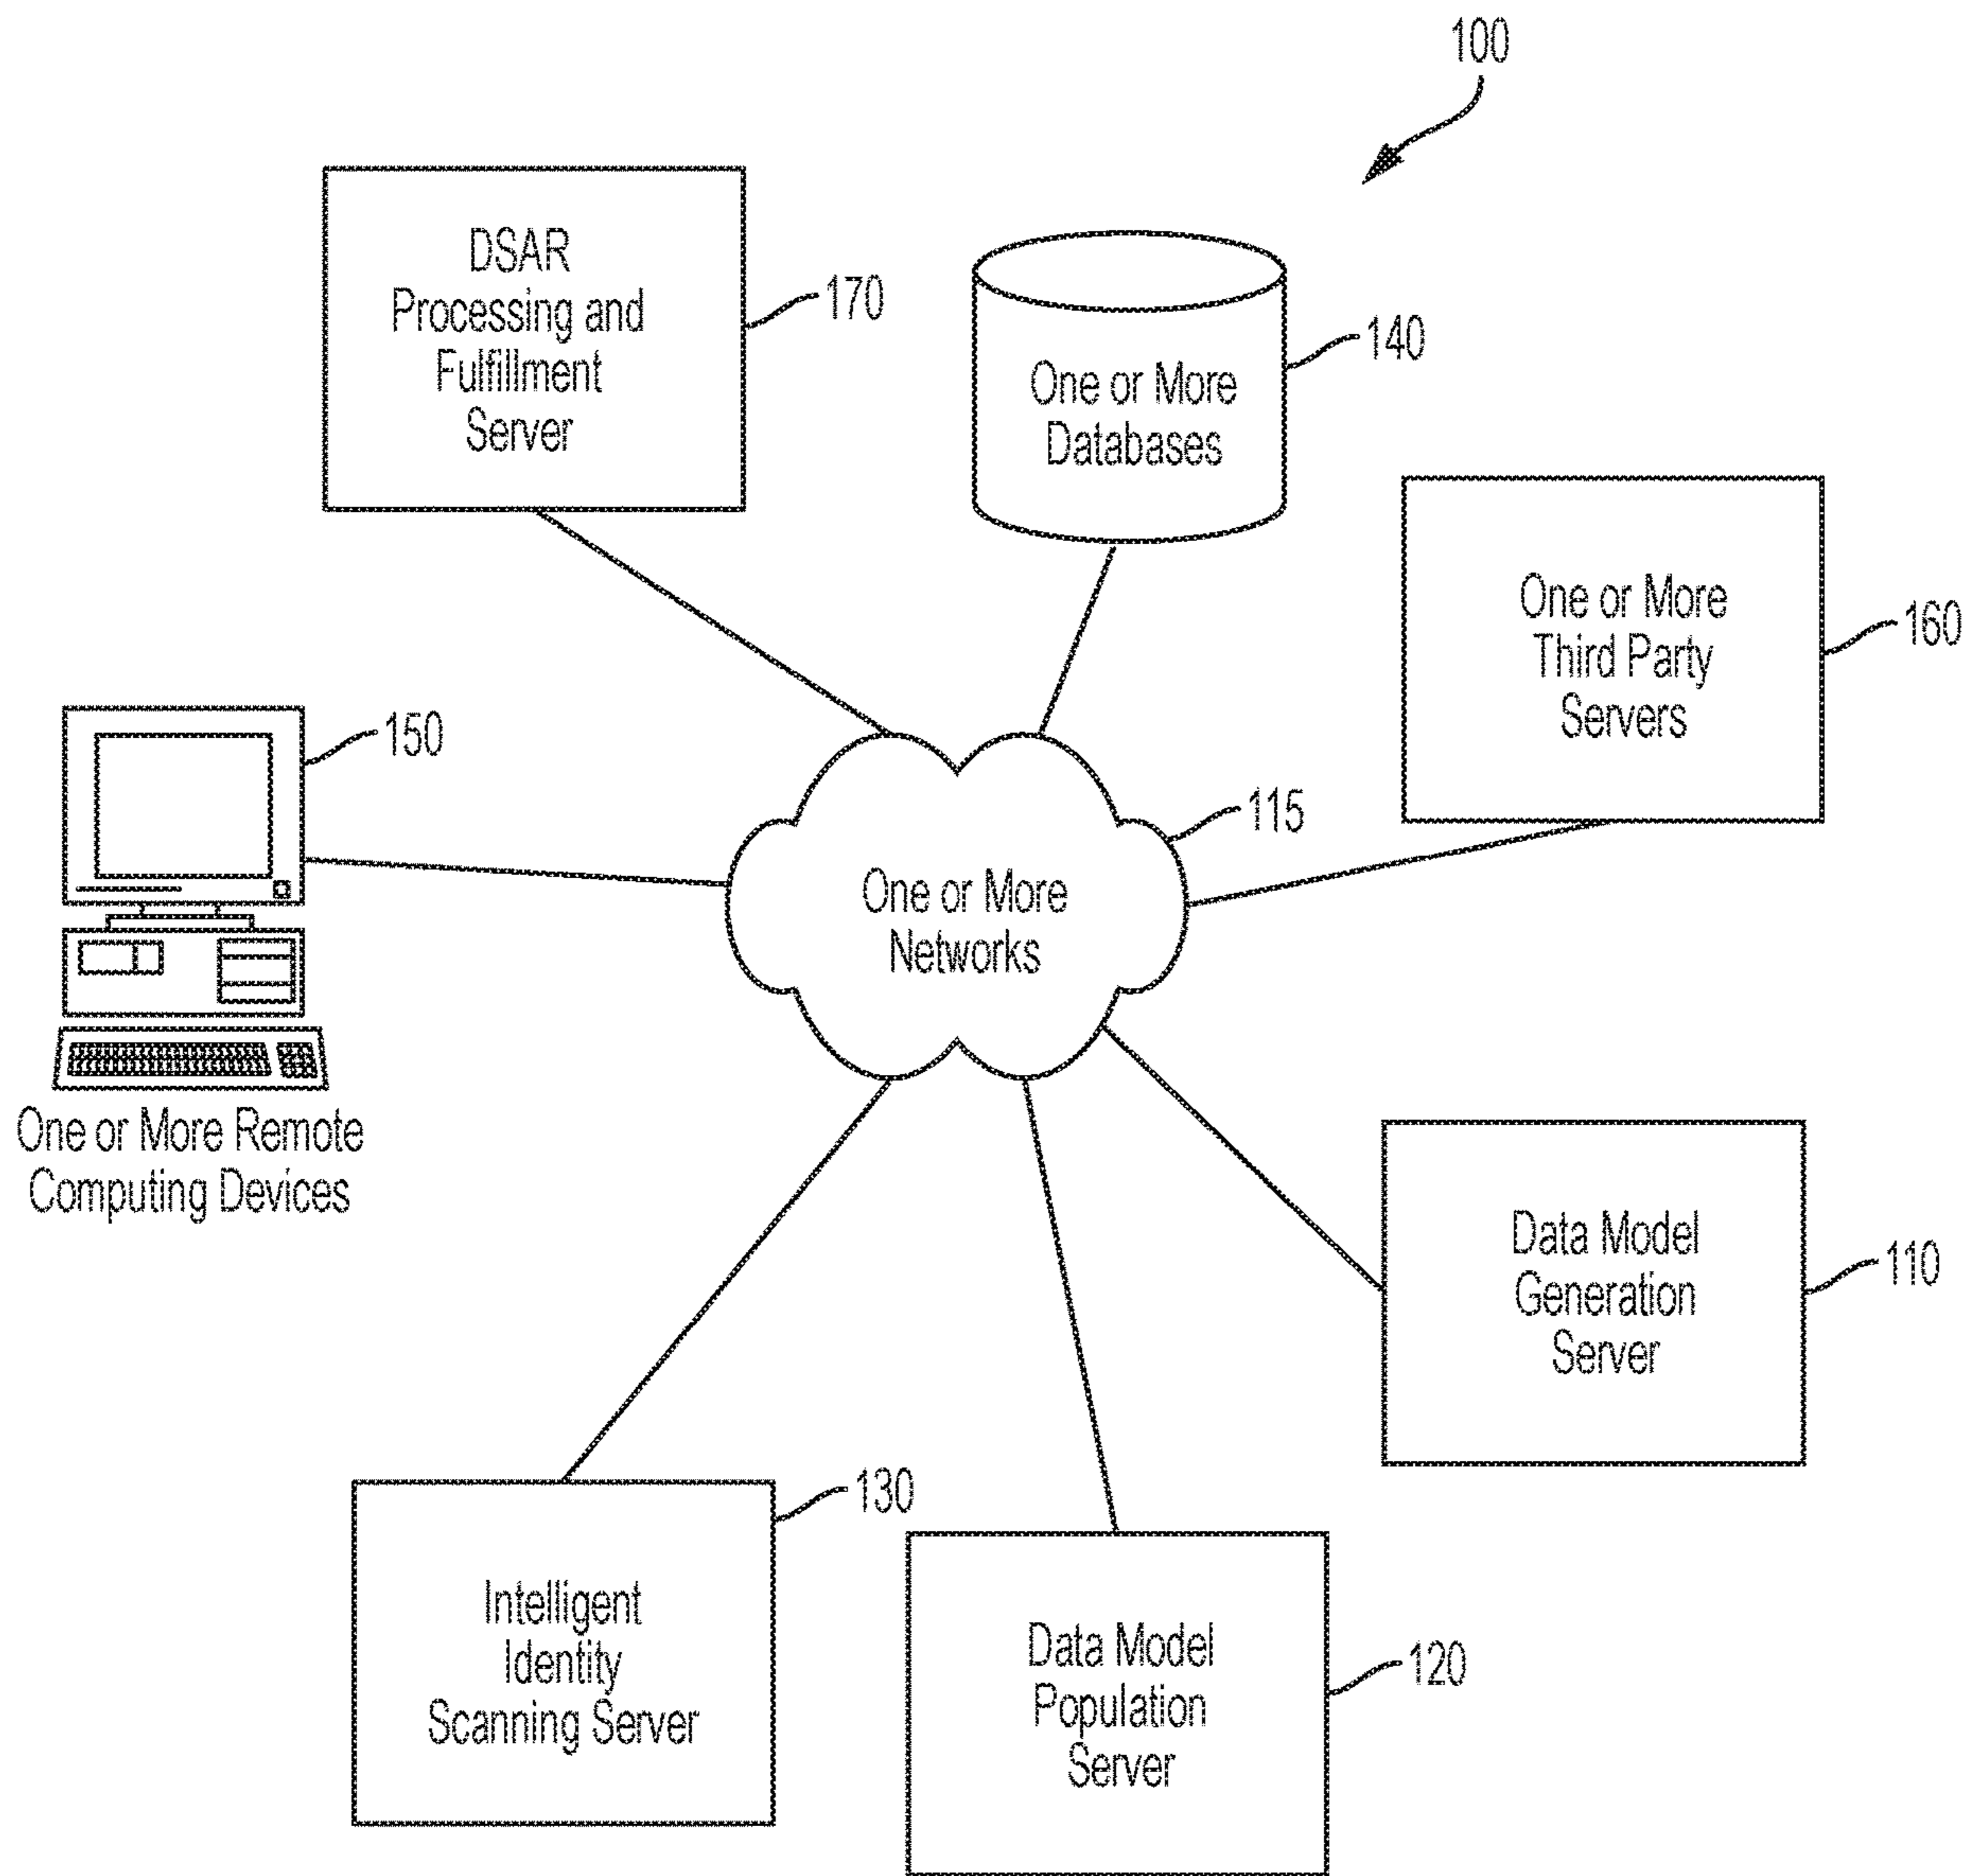 100
DSAR
Processing and
Fulfillment
Server
170
One or More
Databases
140
One or More
Third Party
Servers
160
150
One or More Remote
Computing Devices
One or More
Networks
115
Data Model
Generation
Server
110
Intelligent
Identity
Scanning Server
130
Data Model
Population
Server
120